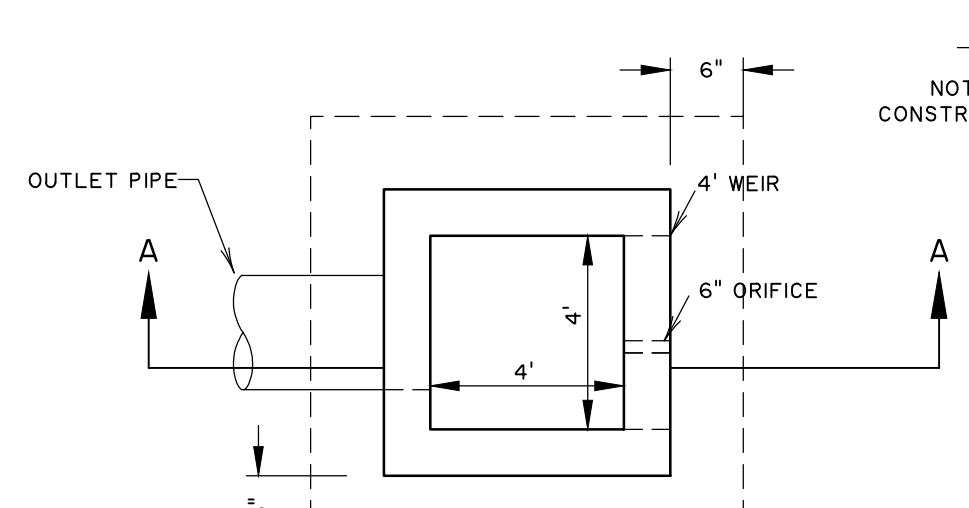 6"
NOT
CONSTR
OUTLET PIPE
4' WEIR
A
A
6" ORIFICE
4'
4'